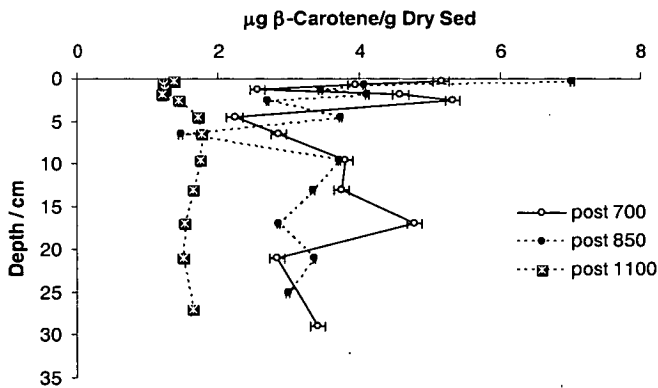 μg β-Carotene/g Dry Sed
0 2 4 6 8
0
5
10
15
20
25
30
35
Depth / cm
post 700
post 850
post 1100